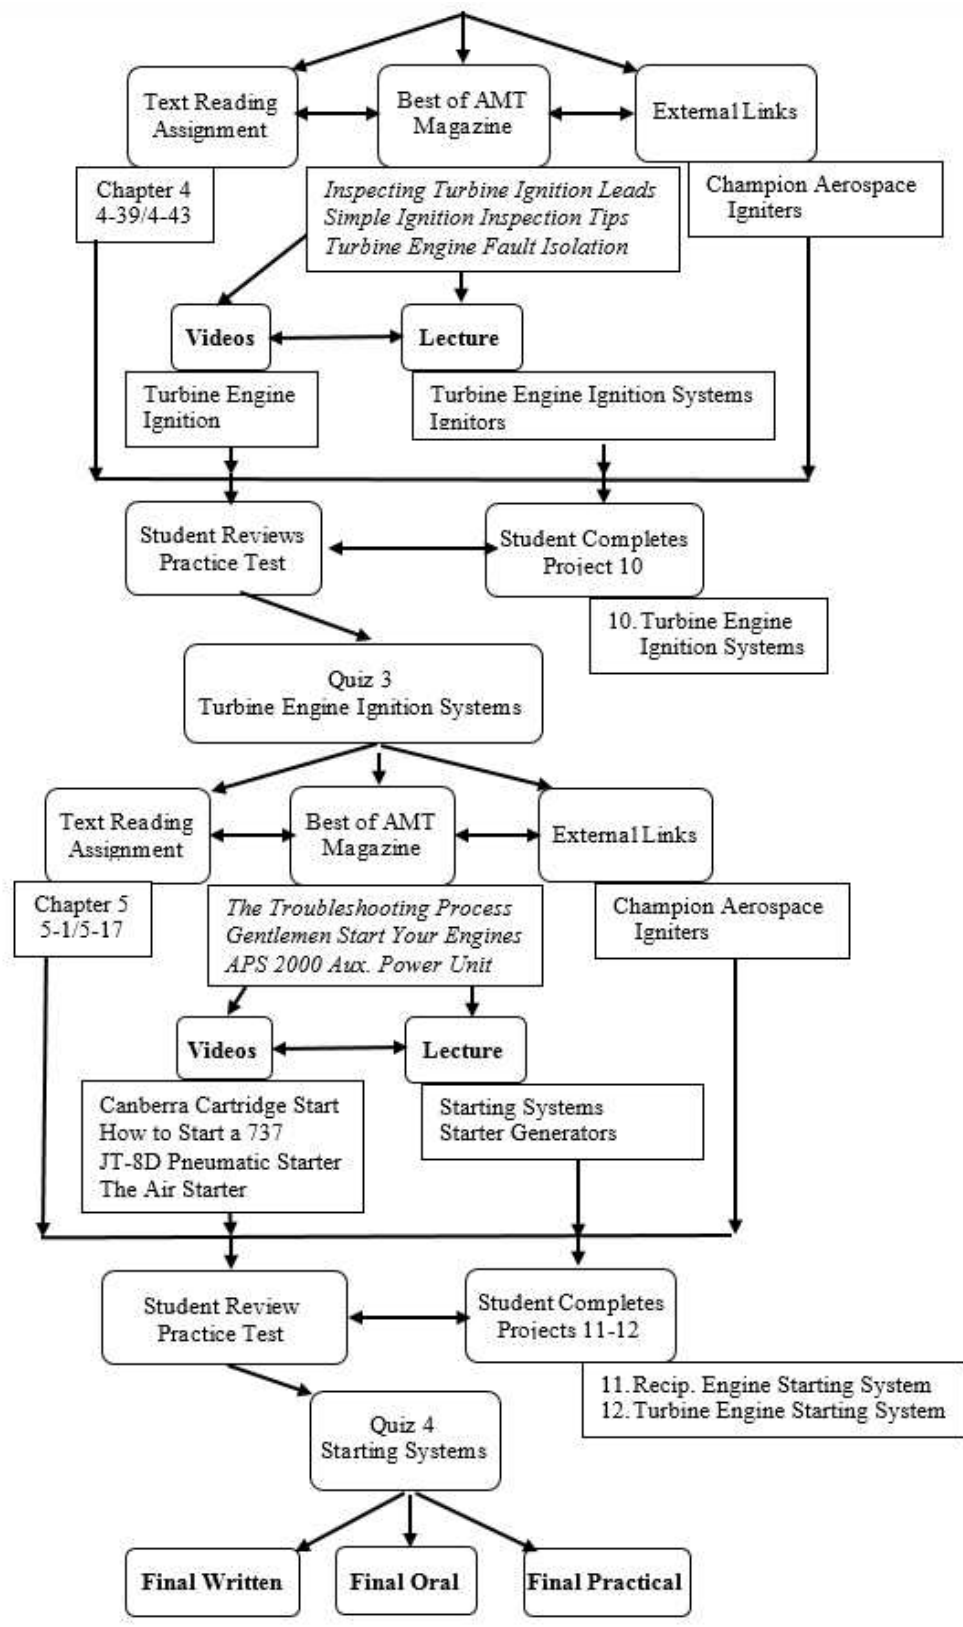 Text Reading
Assignment
Best of AMT
Magazine
External Links
Chapter 4
4-39/4-43
Inspecting Turbine Ignition Leads
Simple Ignition Inspection Tips
Turbine Engine Fault Isolation
Champion Aerospace
Igniters
Videos
Lecture
Turbine Engine
Ignition
Turbine Engine Ignition Systems
Ignitors
Student Reviews
Practice Test
Student Completes
Project 10
10. Turbine Engine
Ignition Systems
Quiz 3
Turbine Engine Ignition Systems
Text Reading
Assignment
Best of AMT
Magazine
External Links
Chapter 5
5-1/5-17
The Troubleshooting Process
Gentlemen Start Your Engines
APS 2000 Aux. Power Unit
Champion Aerospace
Igniters
Videos
Lecture
Canberra Cartridge Start
How to Start a 737
JT-8D Pneumatic Starter
The Air Starter
Starting Systems
Starter Generators
Student Review
Practice Test
Student Completes
Projects 11-12
11. Recip. Engine Starting System
12. Turbine Engine Starting System
Quiz 4
Starting Systems
Final Written
Final Oral
Final Practical